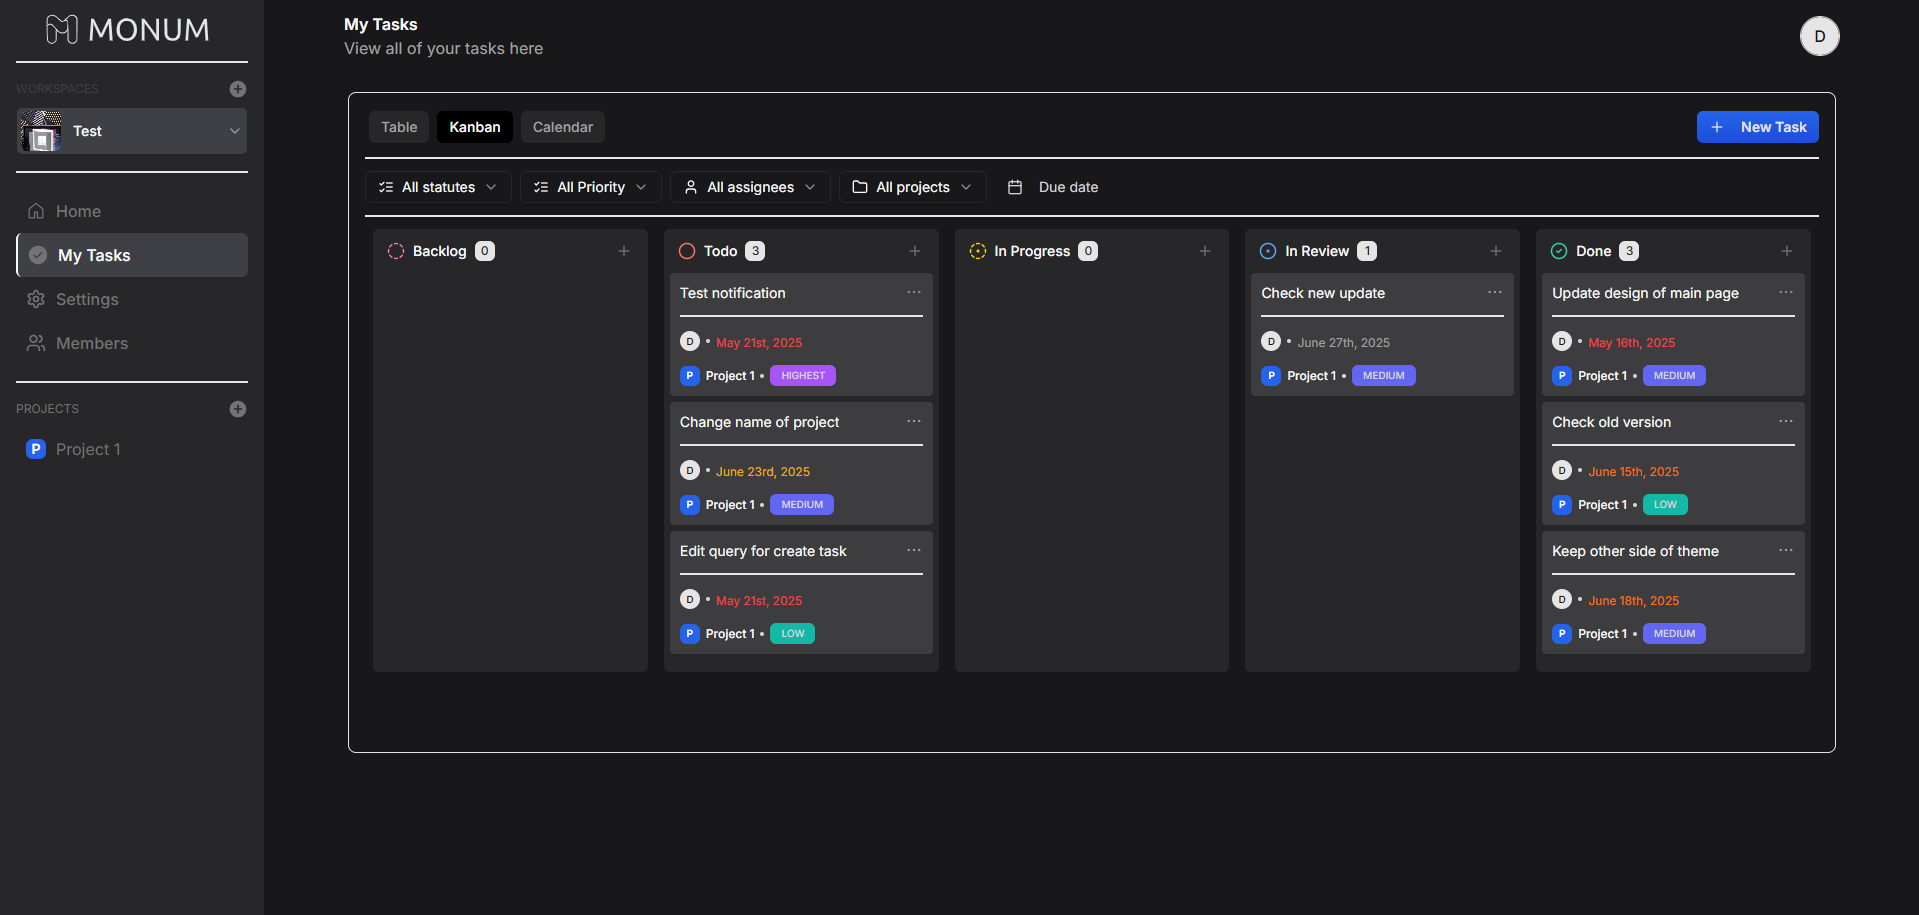 MONUM
WORKSPACES
Test
Home
My Tasks
Settings
Members
PROJECTS
P Project 1
My Tasks
View all of your tasks here
D
Table Kanban Calendar
+ New Task
All statutes All Priority All assignees All projects Due date
Backlog 0
Todo 3
Test notification
D • May 21st, 2025
P Project 1 • HIGHEST
Change name of project
D • June 23rd, 2025
P Project 1 • MEDIUM
Edit query for create task
D • May 21st, 2025
P Project 1 • LOW
In Progress 0
In Review 1
Check new update
D • June 27th, 2025
P Project 1 • MEDIUM
Done 3
Update design of main page
D • May 16th, 2025
P Project 1 • MEDIUM
Check old version
D • June 15th, 2025
P Project 1 • LOW
Keep other side of theme
D • June 18th, 2025
P Project 1 • MEDIUM